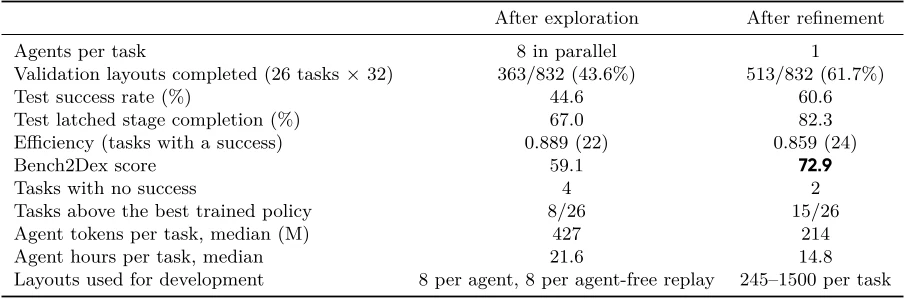 After exploration After refinement
Agents per task 8 in parallel 1
Validation layouts completed (26 tasks × 32) 363/832 (43.6%) 513/832 (61.7%)
Test success rate (%) 44.6 60.6
Test latched stage completion (%) 67.0 82.3
Efficiency (tasks with a success) 0.889 (22) 0.859 (24)
Bench2Dex score 59.1 72.9
Tasks with no success 4 2
Tasks above the best trained policy 8/26 15/26
Agent tokens per task, median (M) 427 214
Agent hours per task, median 21.6 14.8
Layouts used for development 8 per agent, 8 per agent-free replay 245–1500 per task